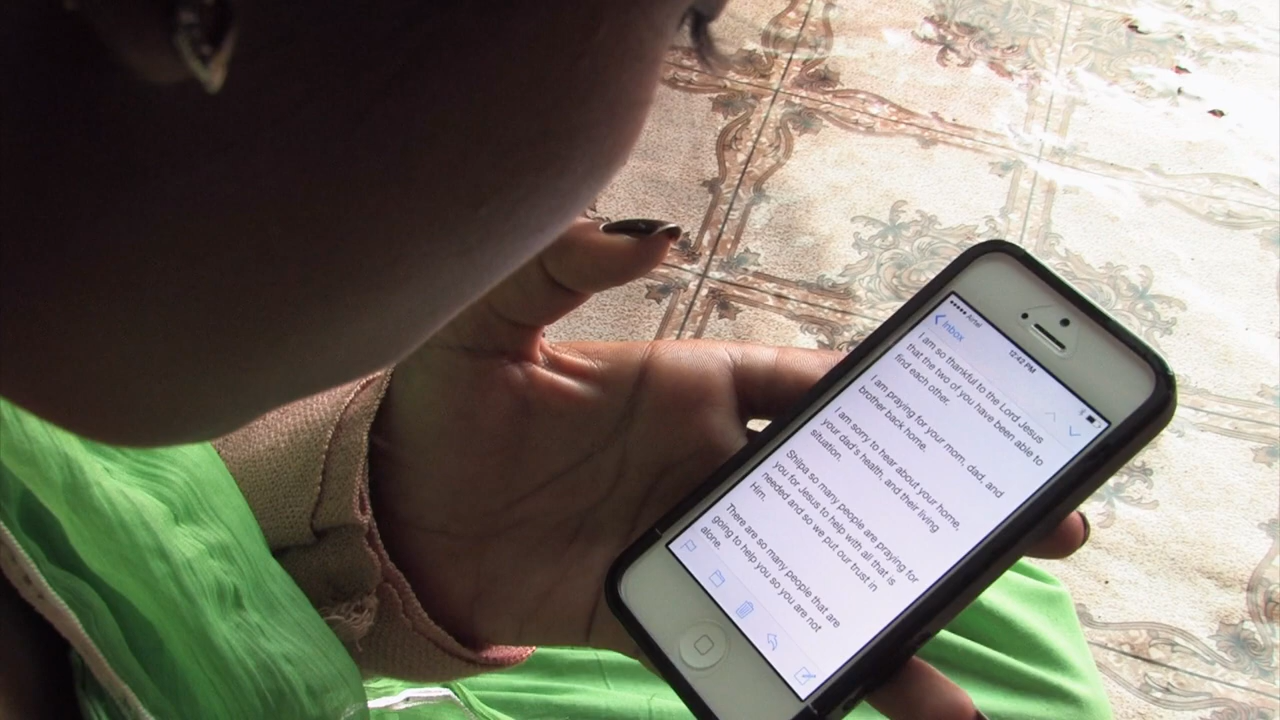 Airtel
12:42 PM
Inbox
I am so thankful to the Lord Jesus
that the two of you have been able to
find each other.
I am praying for your mom, dad, and
brother back home.
I am sorry to hear about your home,
your dad's health, and their living
situation.
Shilpa so many people are praying for
you for Jesus to help with all that is
needed and so we put our trust in
Him.
There are so many people that are
going to help you so you are not
alone.